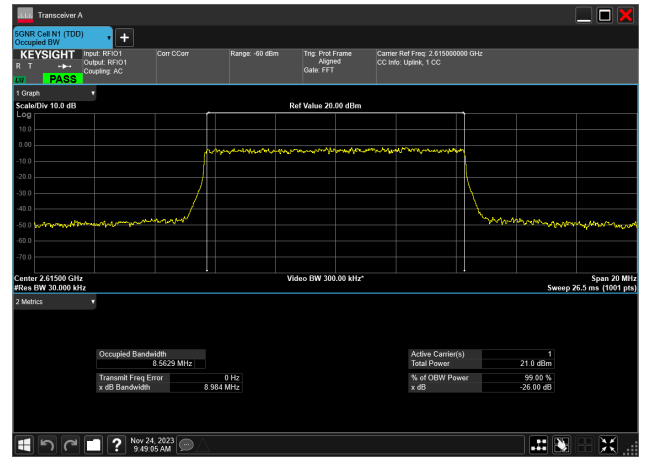 Transceiver A
5GNR Cell N1 (TDD)
Occupied BW
+
KEYSIGHT
R T
LXI
PASS
Input: RFIO1
Output: RFIO1
Coupling: AC
Corr CCorr
Range: -60 dBm
Trig: Prot Frame
Aligned
Gate: FFT
Carrier Ref Freq: 2.615000000 GHz
CC Info: Uplink, 1 CC
1 Graph
Scale/Div 10.0 dB
Ref Value 20.00 dBm
Log
10.0
0.00
-10.0
-20.0
-30.0
-40.0
-50.0
-60.0
-70.0
Center 2.61500 GHz
Video BW 300.00 kHz*
Span 20 MHz
#Res BW 30.000 kHz
Sweep 26.5 ms (1001 pts)
2 Metrics
Occupied Bandwidth
8.5629 MHz
Active Carrier(s) 1
Total Power 21.0 dBm
Transmit Freq Error 0 Hz
x dB Bandwidth 8.984 MHz
% of OBW Power 99.00 %
x dB -26.00 dB
?
Nov 24, 2023
9:49:05 AM